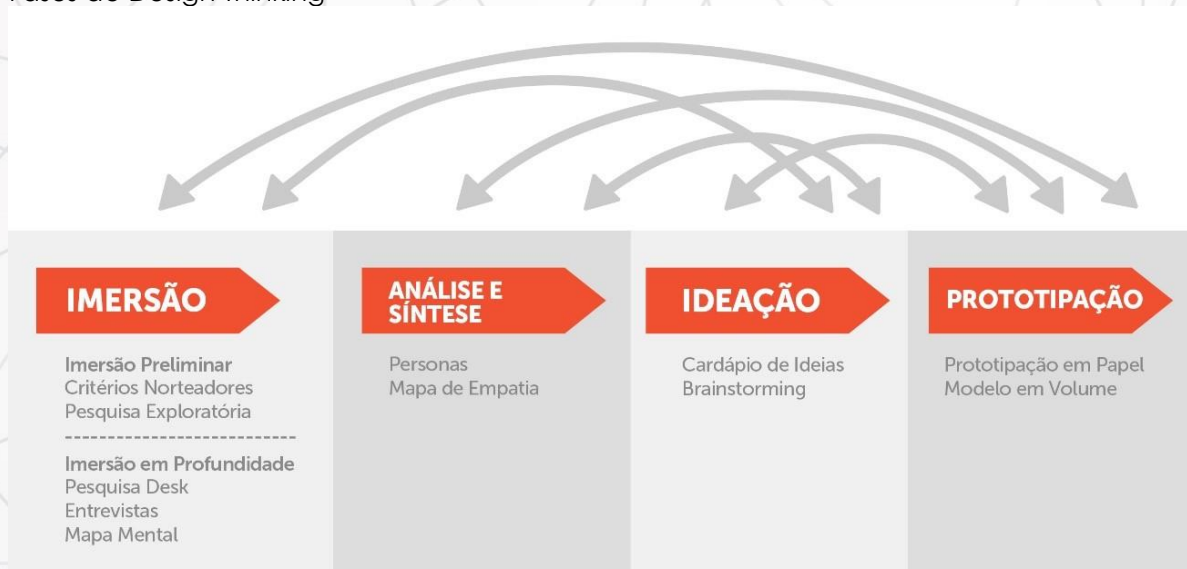 Fases do Design Thinking
IMERSÃO
Imersão Preliminar
Critérios Norteadores
Pesquisa Exploratória
Imersão em Profundidade
Pesquisa Desk
Entrevistas
Mapa Mental
ANÁLISE E
SÍNTESE
Personas
Mapa de Empatia
IDEAÇÃO
Cardápio de Ideias
Brainstorming
PROTOTIPAÇÃO
Prototipação em Papel
Modelo em Volume